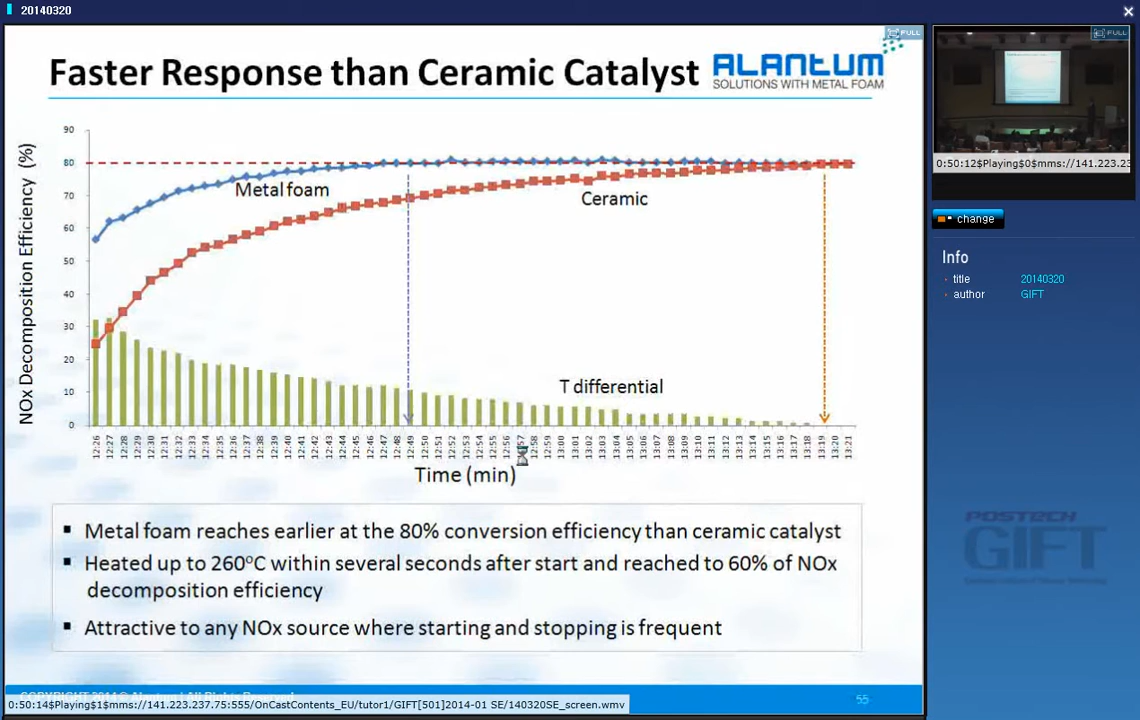 20140320
FULL
Faster Response than Ceramic Catalyst
ALANTUM
SOLUTIONS WITH METAL FOAM
NOx Decomposition Efficiency (%)
90
80
70
60
50
40
30
20
10
0
Metal foam
Ceramic
T differential
12:26 12:27 12:28 12:29 12:30 12:31 12:32 12:33 12:34 12:35 12:36 12:37 12:38 12:39 12:40 12:41 12:42 12:43 12:44 12:45 12:46 12:47 12:48 12:49 12:50 12:51 12:52 12:53 12:54 12:55 12:56 12:58 12:59 13:00 13:01 13:02 13:03 13:04 13:05 13:06 13:07 13:08 13:09 13:10 13:11 13:12 13:13 13:14 13:15 13:16 13:17 13:18 13:19 13:20 13:21
Time (min)
▪ Metal foam reaches earlier at the 80% conversion efficiency than ceramic catalyst
▪ Heated up to 260°C within several seconds after start and reached to 60% of NOx
decomposition efficiency
▪ Attractive to any NOx source where starting and stopping is frequent
55
0:50:14$Playing$1$mms://141.223.237.75:555/OnCastContents_EU/tutor1/GIFT[501]2014-01 SE/140320SE_screen.wmv
FULL
0:50:12$Playing$0$mms://141.223.23
change
Info
title 20140320
author GIFT
POSTECH
GIFT